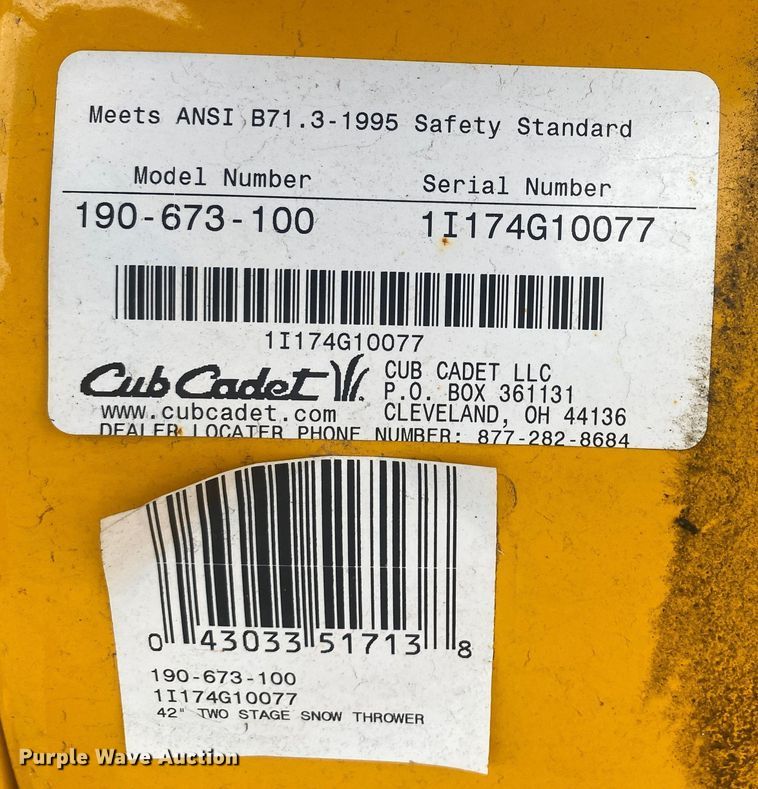 Meets ANSI B71.3-1995 Safety Standard
Model Number Serial Number
190-673-100 1I174G10077
1I174G10077
Cub Cadet CUB CADET LLC
P.O. BOX 361131
www.cubcadet.com CLEVELAND, OH 44136
DEALER LOCATER PHONE NUMBER: 877-282-8684
0 43033 51713 8
190-673-100
1I174G10077
42" TWO STAGE SNOW THROWER
Purple Wave Auction